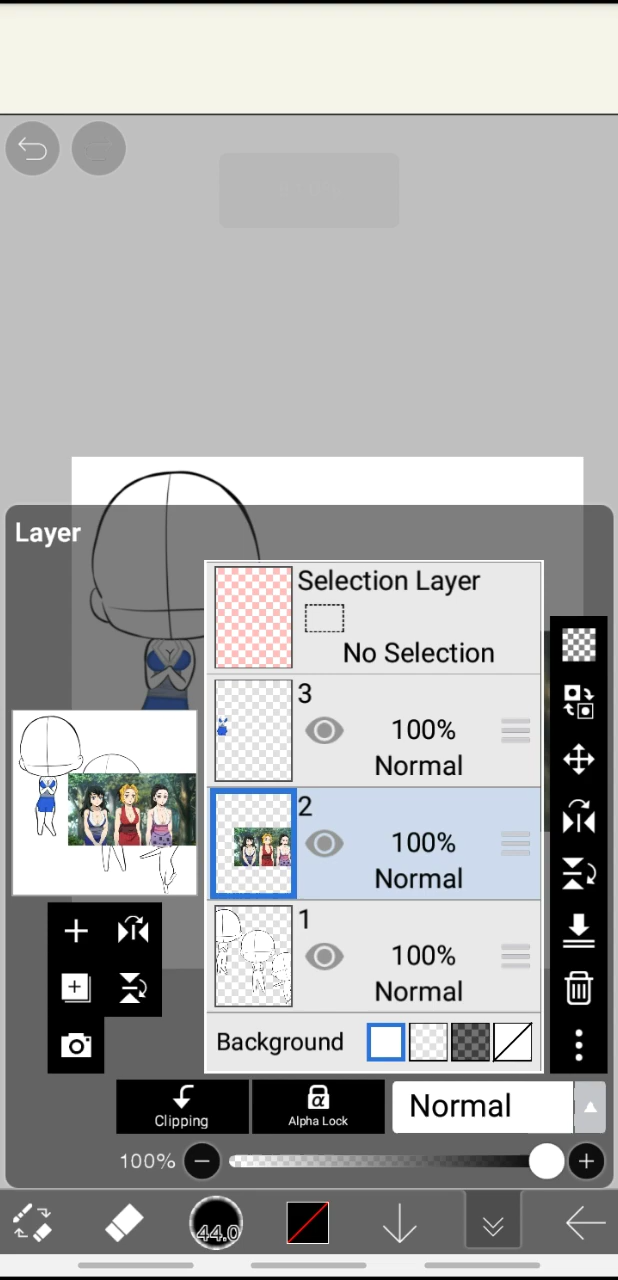 Layer
Selection Layer
No Selection
3
100%
Normal
2
100%
Normal
1
100%
Normal
Background
Clipping
α
Alpha Lock
Normal
100%
44.0